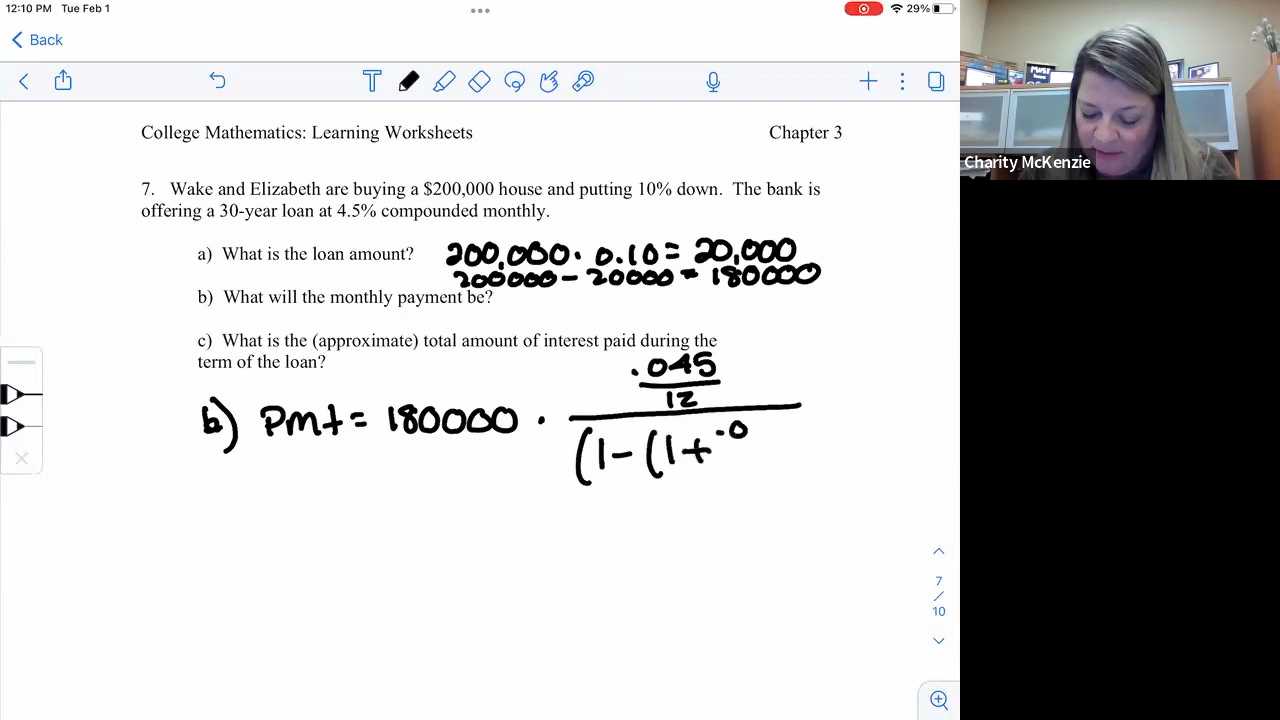 12:10 PM Tue Feb 1
29%
Back
T
College Mathematics: Learning Worksheets Chapter 3
Charity McKenzie
7. Wake and Elizabeth are buying a $200,000 house and putting 10% down. The bank is
offering a 30-year loan at 4.5% compounded monthly.
a) What is the loan amount? 200,000 · 0.10 = 20,000
200000 - 20000 = 180000
b) What will the monthly payment be?
c) What is the (approximate) total amount of interest paid during the
term of the loan?
.045
12
b) Pmt = 180000 ·
(1 - (1 + .0
7
/
10